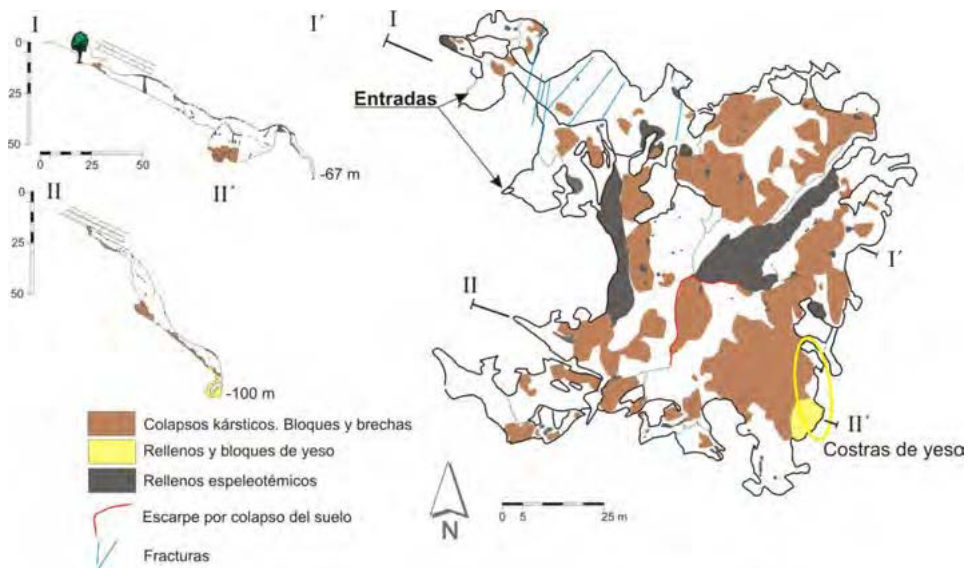 I I´
0
25
50
0 25 50
-67 m
II II´
0
25
50
-100 m
Colapsos kársticos. Bloques y brechas
Rellenos y bloques de yeso
Rellenos espeleotémicos
Escarpe por colapso del suelo
Fracturas
I
Entradas
I´
II
II´
Costras de yeso
N
0 5 25 m